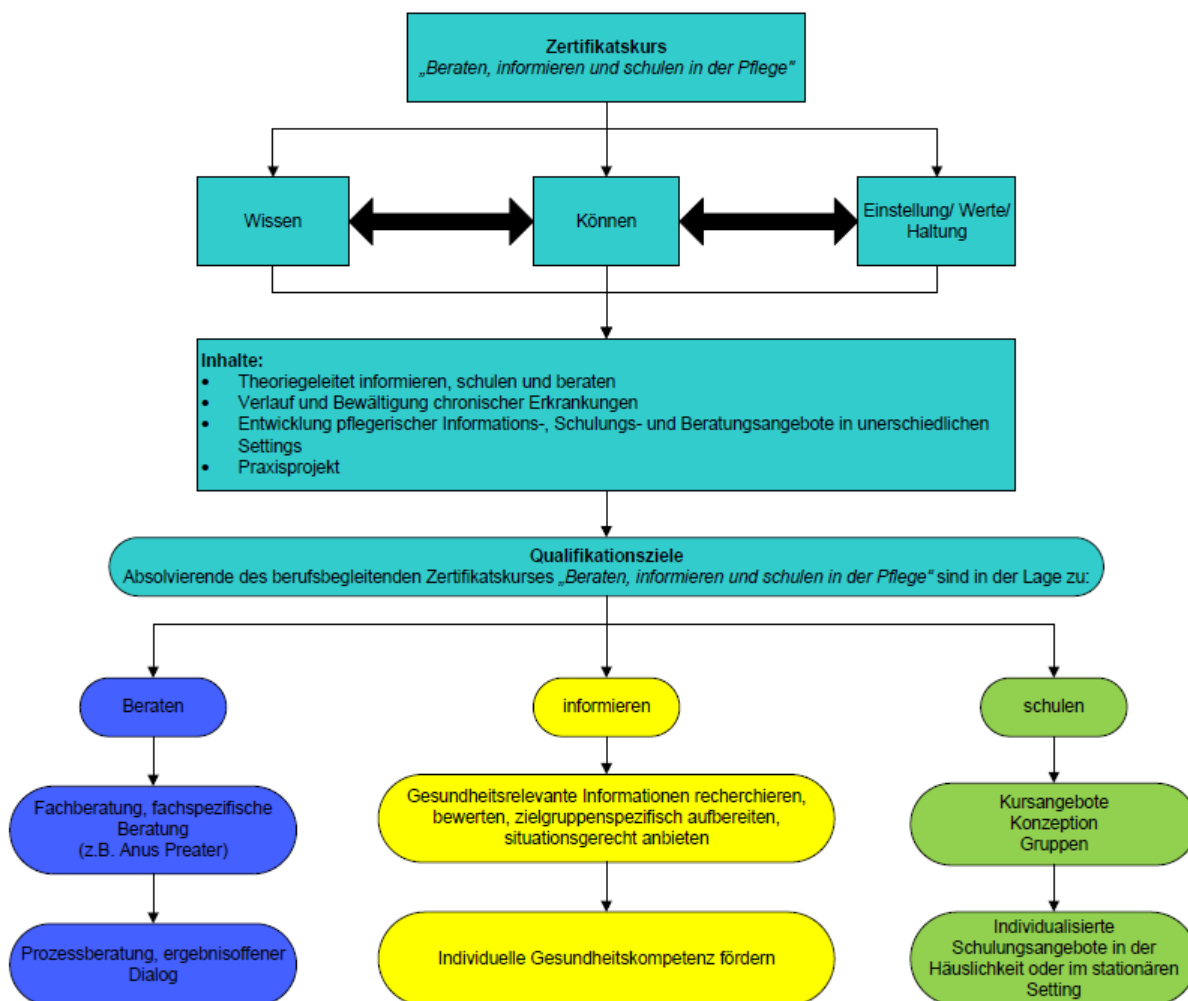 Zertifikatskurs
„Beraten, informieren und schulen in der Pflege"
Wissen
Können
Einstellung/ Werte/
Haltung
Inhalte:
• Theoriegeleitet informieren, schulen und beraten
• Verlauf und Bewältigung chronischer Erkrankungen
• Entwicklung pflegerischer Informations-, Schulungs- und Beratungsangebote in unerschiedlichen
Settings
• Praxisprojekt
Qualifikationsziele
Absolvierende des berufsbegleitenden Zertifikatskurses „Beraten, informieren und schulen in der Pflege" sind in der Lage zu:
Beraten
informieren
schulen
Fachberatung, fachspezifische
Beratung
(z.B. Anus Preater)
Gesundheitsrelevante Informationen recherchieren,
bewerten, zielgruppenspezifisch aufbereiten,
situationsgerecht anbieten
Kursangebote
Konzeption
Gruppen
Prozessberatung, ergebnisoffener
Dialog
Individuelle Gesundheitskompetenz fördern
Individualisierte
Schulungsangebote in der
Häuslichkeit oder im stationären
Setting